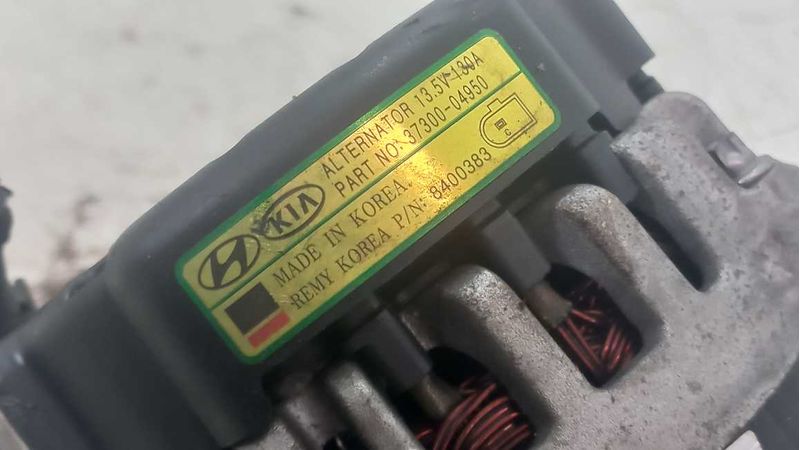 ALTERNATOR 13.5V 130A
PART NO: 37300-04950
KIA
MADE IN KOREA.
REMY KOREA P/N: 8400383
C